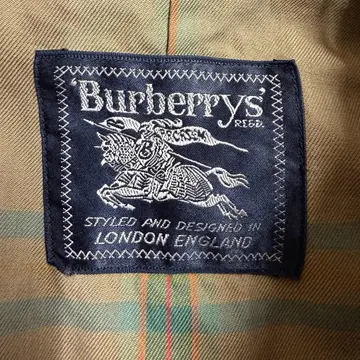 'Burberrys'
REGD.
STYLED AND DESIGNED IN
LONDON ENGLAND